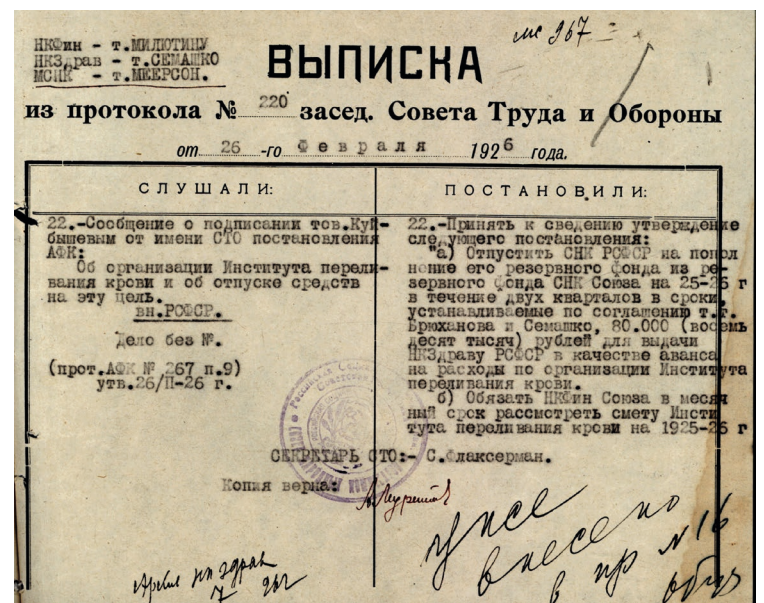 НКФин - т.МИЛЮТИНУ
НКЗдрав - т.СЕМАШКО
МСНК - т.МЕЕРСОН.
ВЫПИСКА
из протокола № 220 засед. Совета Труда и Обороны
от 26 -го Февраля 1926 года.
СЛУШАЛИ:
22.-Сообщение о подписании тов.Куй-
бышевым от имени СТО постановления
АФК:
Об организации Института перели-
вания крови и об отпуске средств
на эту цель.
вн.РСФСР.
Дело без №.
(прот.АФК № 267 п.9)
утв.26/П-26 г.
ПОСТАНОВИЛИ:
22.-Принять к сведению утверждение
следующего постановления:
"а) Отпустить СНК РСФСР на попол
нение его резервного фонда из ре-
зервного фонда СНК Союза на 25-26 г
в течение двух кварталов в сроки,
устанавливаемые по соглашению т.т.
Брюханова и Семашко, 80.000 (восемь
десят тысяч) рублей для выдачи
НКЗдраву РСФСР в качестве аванса
на расходы по организации Института
переливания крови.
б) Обязать НКФин Союза в месяч
ный срок рассмотреть смету Инсти
тута переливания крови на 1925-26 г
СЕКРЕТАРЬ СТО:- С.Флаксерман.
Копия верна:
уже
внесено
в пр № 16